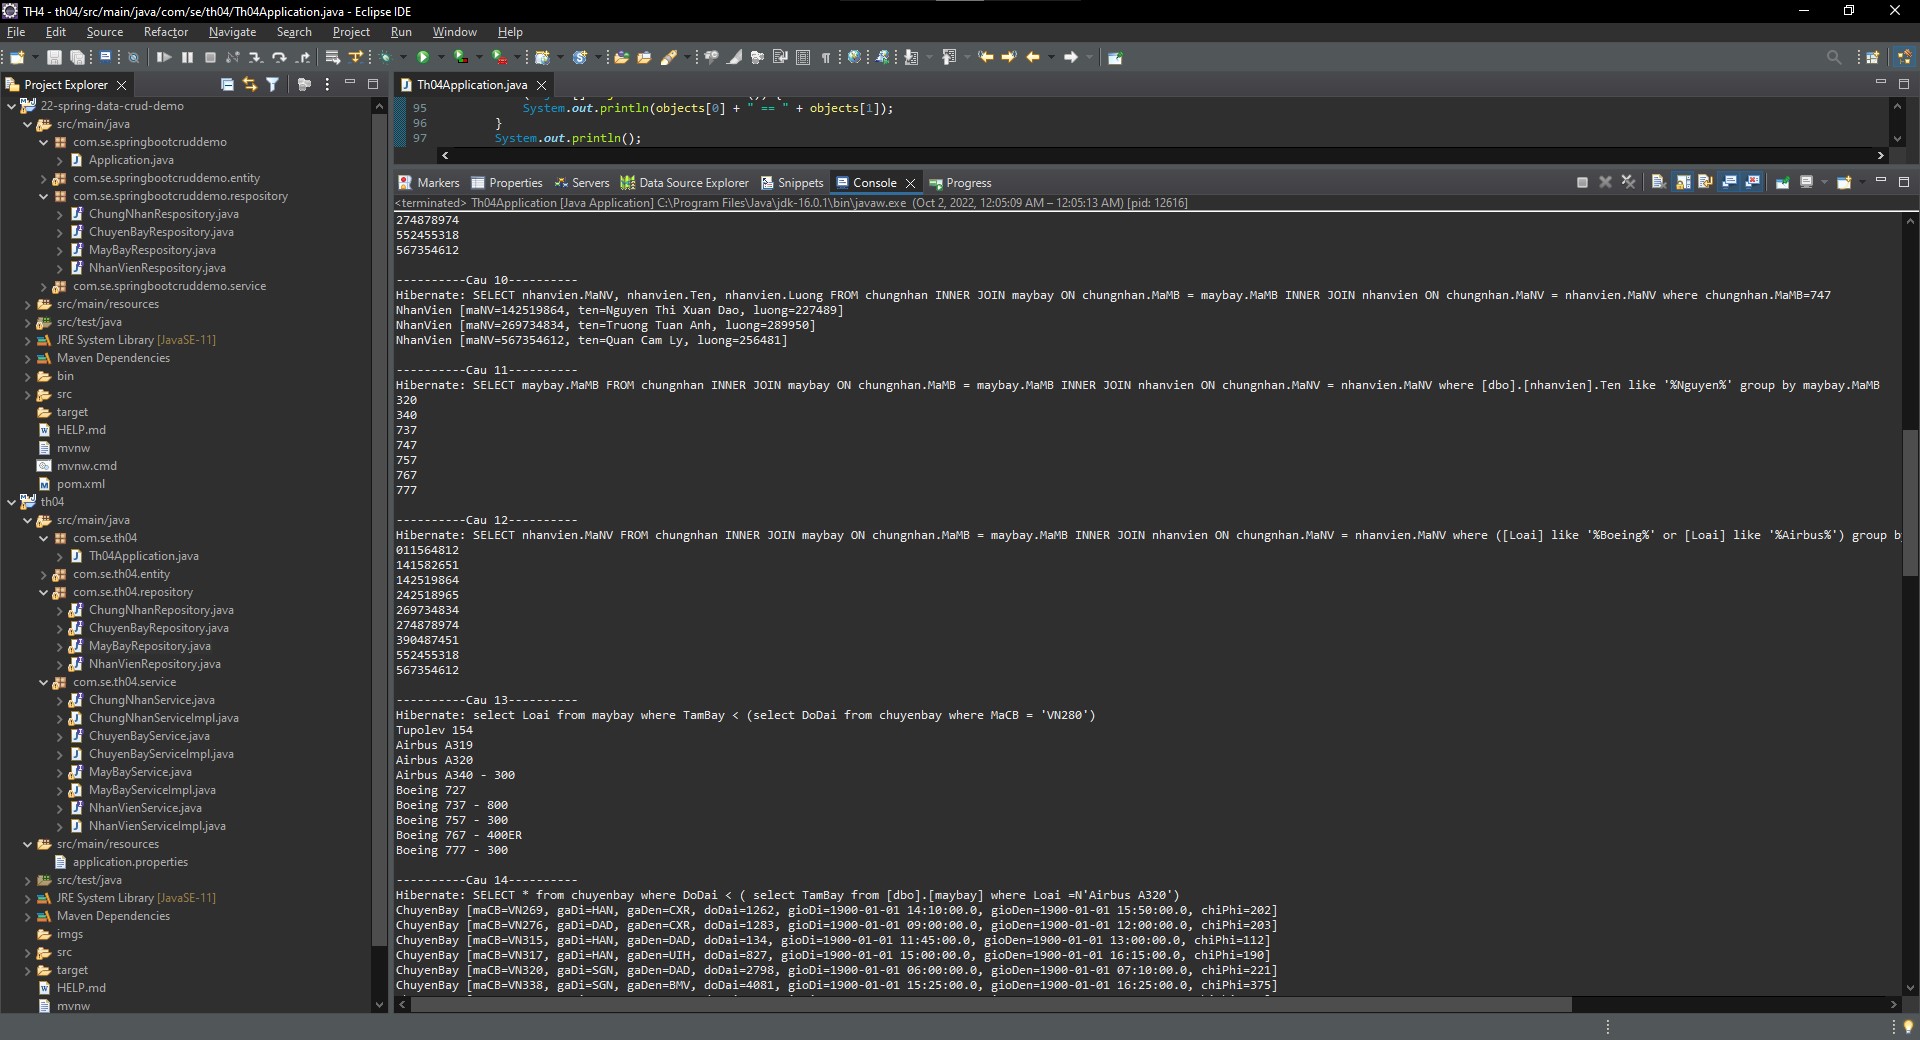 TH4 - th04/src/main/java/com/se/th04/Th04Application.java - Eclipse IDE
File Edit Source Refactor Navigate Search Project Run Window Help
Project Explorer
22-spring-data-crud-demo
src/main/java
com.se.springbootcruddemo
Application.java
com.se.springbootcruddemo.entity
com.se.springbootcruddemo.respository
ChungNhanRespository.java
ChuyenBayRespository.java
MayBayRespository.java
NhanVienRespository.java
com.se.springbootcruddemo.service
src/main/resources
src/test/java
JRE System Library [JavaSE-11]
Maven Dependencies
bin
src
target
HELP.md
mvnw
mvnw.cmd
pom.xml
th04
src/main/java
com.se.th04
Th04Application.java
com.se.th04.entity
com.se.th04.repository
ChungNhanRepository.java
ChuyenBayRepository.java
MayBayRepository.java
NhanVienRepository.java
com.se.th04.service
ChungNhanService.java
ChungNhanServiceImpl.java
ChuyenBayService.java
ChuyenBayServiceImpl.java
MayBayService.java
MayBayServiceImpl.java
NhanVienService.java
NhanVienServiceImpl.java
src/main/resources
application.properties
src/test/java
JRE System Library [JavaSE-11]
Maven Dependencies
imgs
src
target
HELP.md
mvnw
Th04Application.java
95 System.out.println(objects[0] + " == " + objects[1]);
96 }
97 System.out.println();
Markers Properties Servers Data Source Explorer Snippets Console Progress
<terminated> Th04Application [Java Application] C:\Program Files\Java\jdk-16.0.1\bin\javaw.exe (Oct 2, 2022, 12:05:09 AM – 12:05:13 AM) [pid: 12616]
274878974
552455318
567354612
----------Cau 10----------
Hibernate: SELECT nhanvien.MaNV, nhanvien.Ten, nhanvien.Luong FROM chungnhan INNER JOIN maybay ON chungnhan.MaMB = maybay.MaMB INNER JOIN nhanvien ON chungnhan.MaNV = nhanvien.MaNV where chungnhan.MaMB=747
NhanVien [maNV=142519864, ten=Nguyen Thi Xuan Dao, luong=227489]
NhanVien [maNV=269734834, ten=Truong Tuan Anh, luong=289950]
NhanVien [maNV=567354612, ten=Quan Cam Ly, luong=256481]
----------Cau 11----------
Hibernate: SELECT maybay.MaMB FROM chungnhan INNER JOIN maybay ON chungnhan.MaMB = maybay.MaMB INNER JOIN nhanvien ON chungnhan.MaNV = nhanvien.MaNV where [dbo].[nhanvien].Ten like '%Nguyen%' group by maybay.MaMB
320
340
737
747
757
767
777
----------Cau 12----------
Hibernate: SELECT nhanvien.MaNV FROM chungnhan INNER JOIN maybay ON chungnhan.MaMB = maybay.MaMB INNER JOIN nhanvien ON chungnhan.MaNV = nhanvien.MaNV where ([Loai] like '%Boeing%' or [Loai] like '%Airbus%') group b
011564812
141582651
142519864
242518965
269734834
274878974
390487451
552455318
567354612
----------Cau 13----------
Hibernate: select Loai from maybay where TamBay < (select DoDai from chuyenbay where MaCB = 'VN280')
Tupolev 154
Airbus A319
Airbus A320
Airbus A340 - 300
Boeing 727
Boeing 737 - 800
Boeing 757 - 300
Boeing 767 - 400ER
Boeing 777 - 300
----------Cau 14----------
Hibernate: SELECT * from chuyenbay where DoDai < ( select TamBay from [dbo].[maybay] where Loai =N'Airbus A320')
ChuyenBay [maCB=VN269, gaDi=HAN, gaDen=CXR, doDai=1262, gioDi=1900-01-01 14:10:00.0, gioDen=1900-01-01 15:50:00.0, chiPhi=202]
ChuyenBay [maCB=VN276, gaDi=DAD, gaDen=CXR, doDai=1283, gioDi=1900-01-01 09:00:00.0, gioDen=1900-01-01 12:00:00.0, chiPhi=203]
ChuyenBay [maCB=VN315, gaDi=HAN, gaDen=DAD, doDai=134, gioDi=1900-01-01 11:45:00.0, gioDen=1900-01-01 13:00:00.0, chiPhi=112]
ChuyenBay [maCB=VN317, gaDi=HAN, gaDen=UIH, doDai=827, gioDi=1900-01-01 15:00:00.0, gioDen=1900-01-01 16:15:00.0, chiPhi=190]
ChuyenBay [maCB=VN320, gaDi=SGN, gaDen=DAD, doDai=2798, gioDi=1900-01-01 06:00:00.0, gioDen=1900-01-01 07:10:00.0, chiPhi=221]
ChuyenBay [maCB=VN338, gaDi=SGN, gaDen=BMV, doDai=4081, gioDi=1900-01-01 15:25:00.0, gioDen=1900-01-01 16:25:00.0, chiPhi=375]